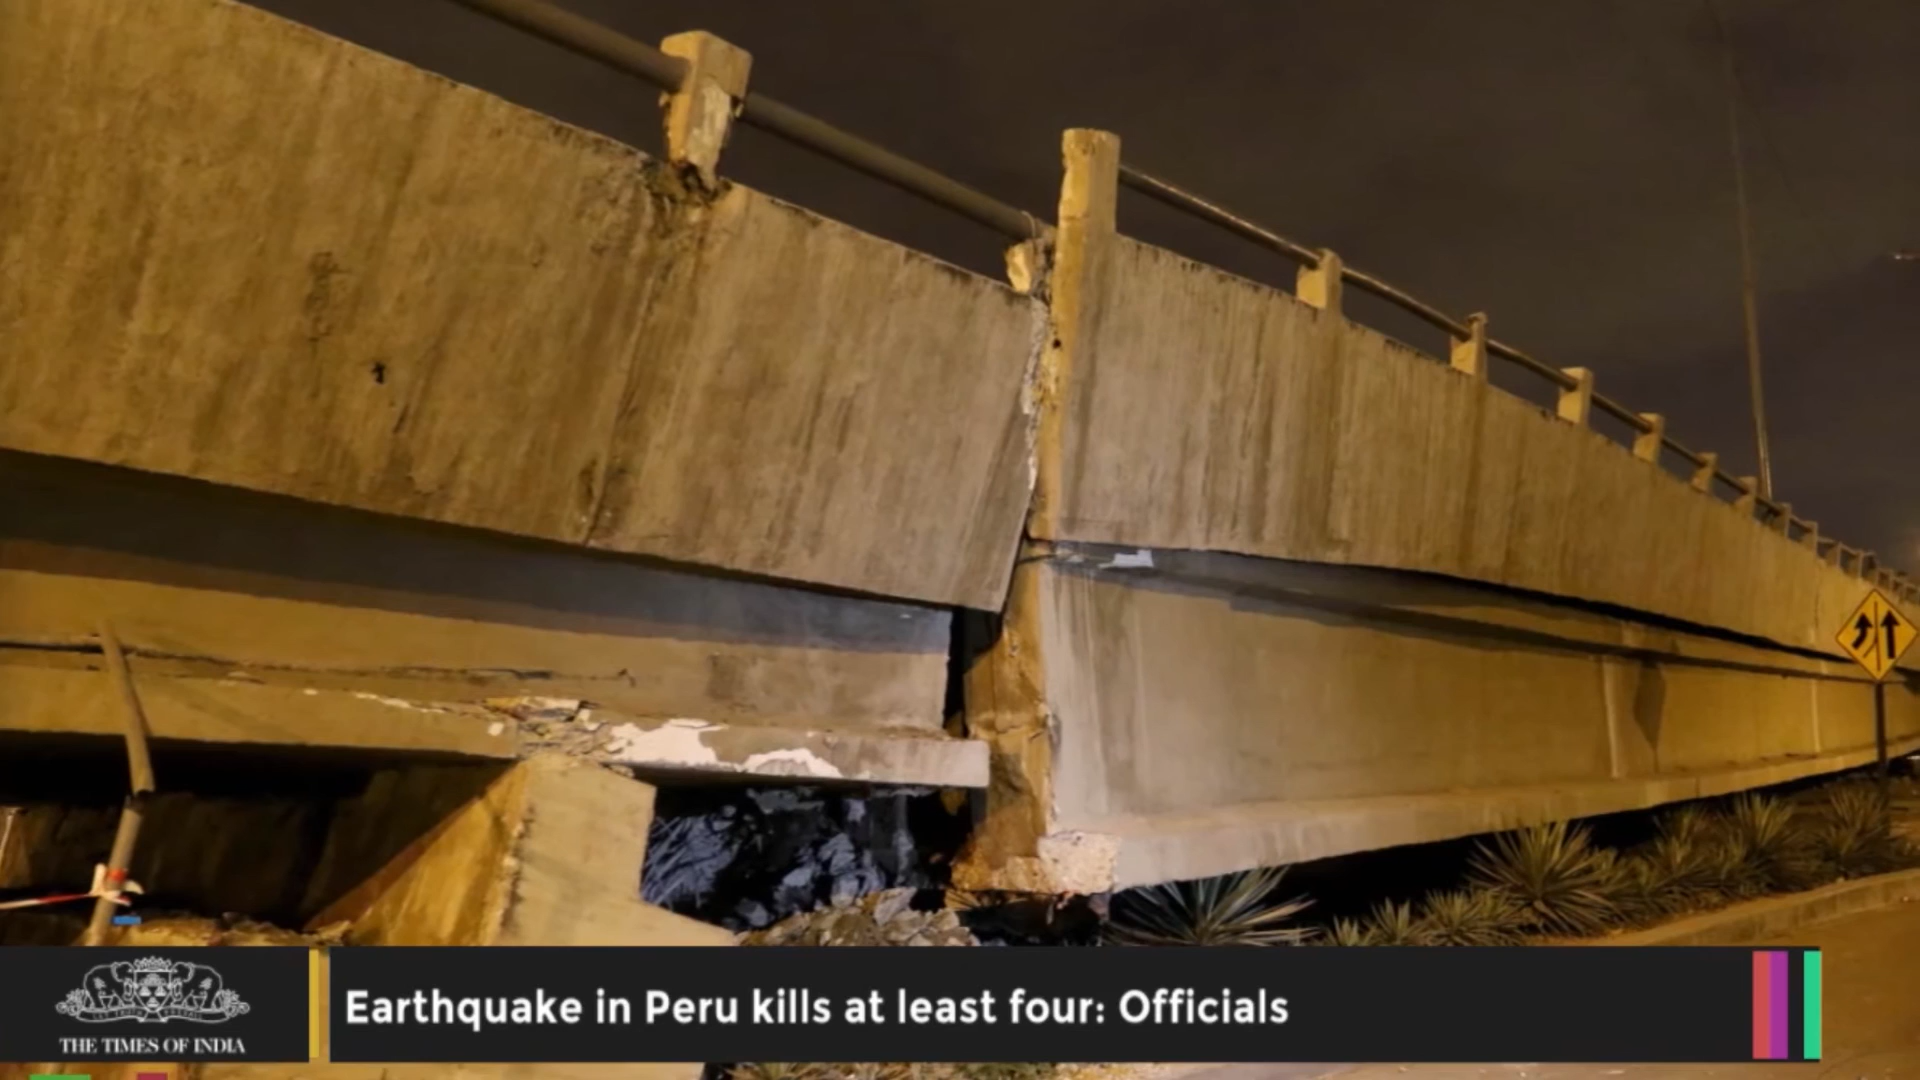 Earthquake in Peru kills at least four: Officials
THE TIMES OF INDIA